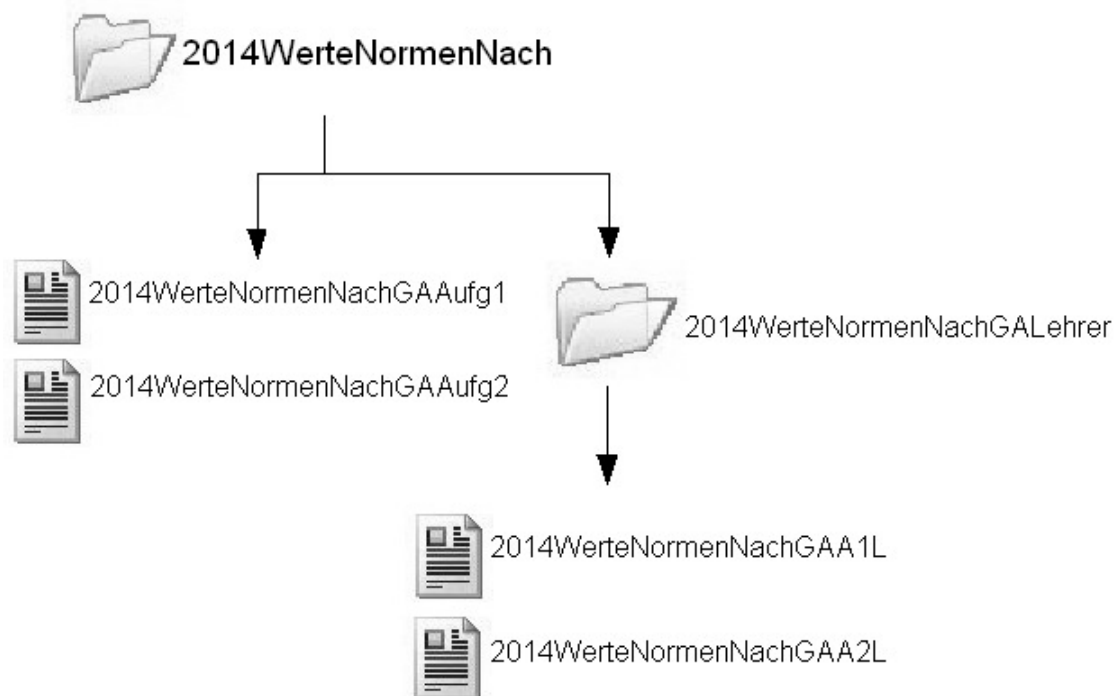 2014WerteNormenNach
2014WerteNormenNachGAAufg1
2014WerteNormenNachGAAufg2
2014WerteNormenNachGALehrer
2014WerteNormenNachGAA1L
2014WerteNormenNachGAA2L